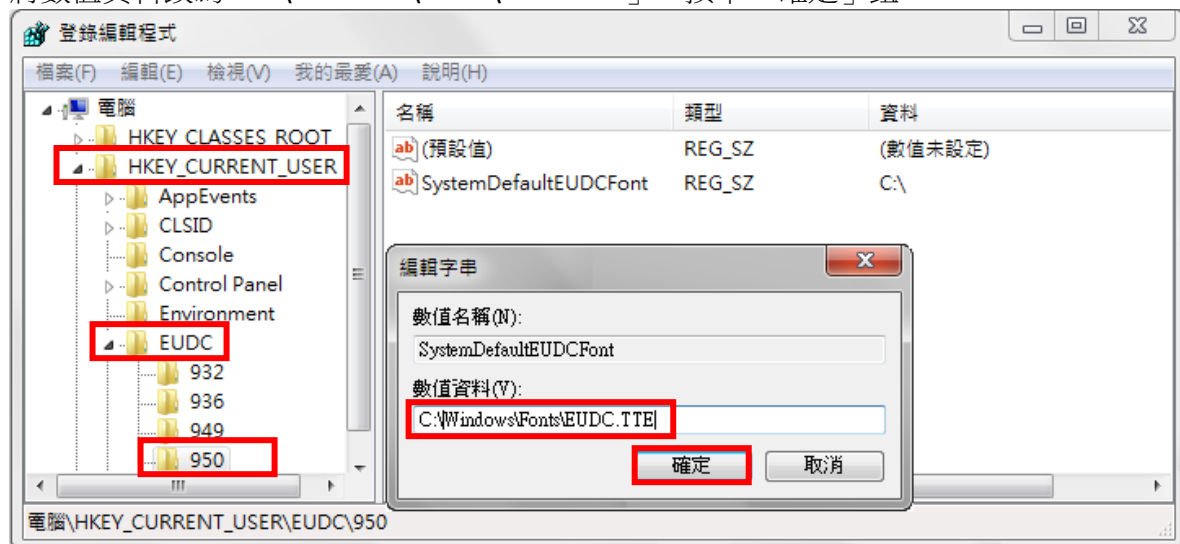 登錄編輯程式
檔案(F) 編輯(E) 檢視(V) 我的最愛(A) 說明(H)
電腦
HKEY_CLASSES_ROOT
HKEY_CURRENT_USER
AppEvents
CLSID
Console
Control Panel
Environment
EUDC
932
936
949
950
名稱 類型 資料
ab (預設值) REG_SZ (數值未設定)
ab SystemDefaultEUDCFont REG_SZ C:\
編輯字串
數值名稱(N):
SystemDefaultEUDCFont
數值資料(V):
C:\Windows\Fonts\EUDC.TTE
確定 取消
電腦\HKEY_CURRENT_USER\EUDC\950